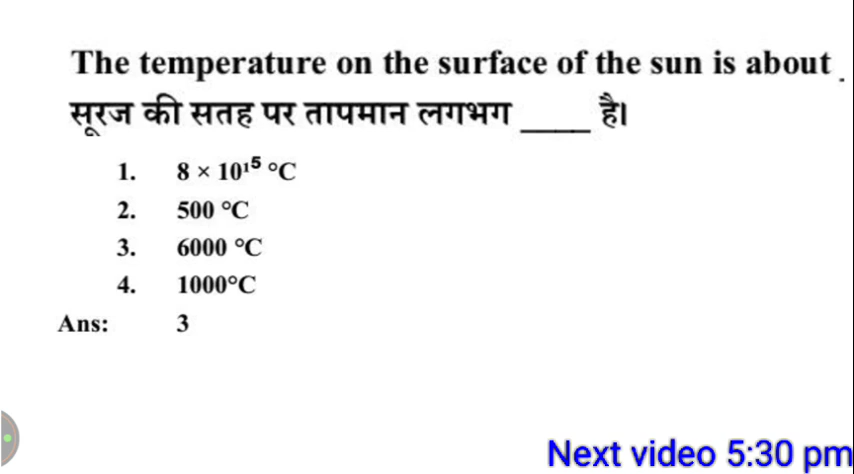 The temperature on the surface of the sun is about .
सूरज की सतह पर तापमान लगभग _____ है।
1. 8 × 10¹⁵ °C
2. 500 °C
3. 6000 °C
4. 1000°C
Ans: 3
Next video 5:30 pm